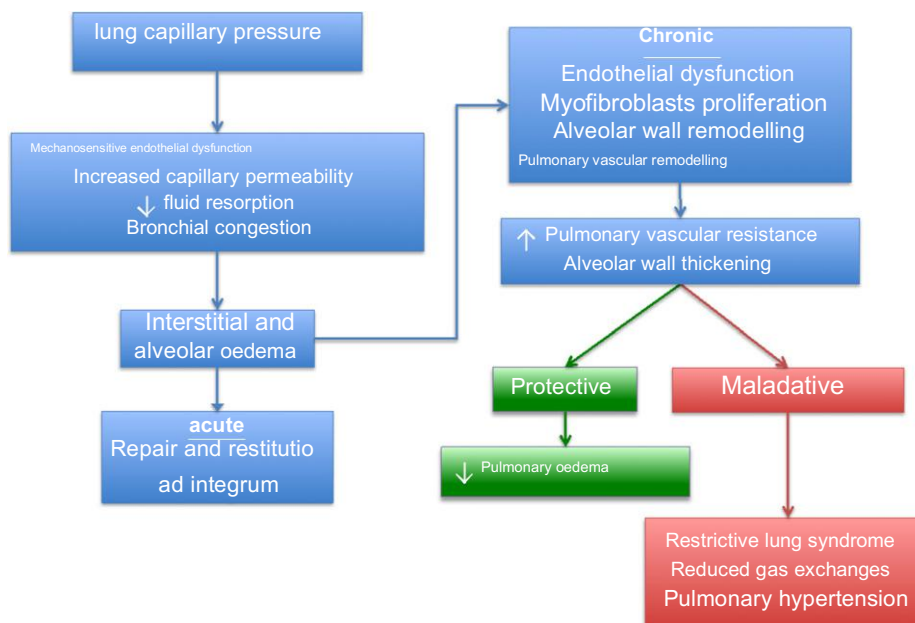 lung capillary pressure
Mechanosensitive endothelial dysfunction
Increased capillary permeability
↓ fluid resorption
Bronchial congestion
Interstitial and
alveolar oedema
acute
Repair and restitutio
ad integrum
Chronic
Endothelial dysfunction
Myofibroblasts proliferation
Alveolar wall remodelling
Pulmonary vascular remodelling
↑ Pulmonary vascular resistance
Alveolar wall thickening
Protective
↓ Pulmonary oedema
Maladative
Restrictive lung syndrome
Reduced gas exchanges
Pulmonary hypertension